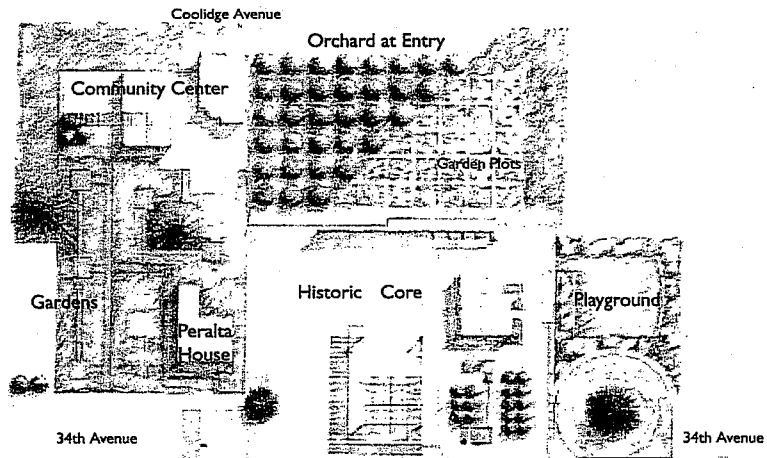 Coolidge Avenue
Orchard at Entry
Community Center
Garden Plots
Gardens
Historic Core
Playground
Peralta
House
34th Avenue
34th Avenue